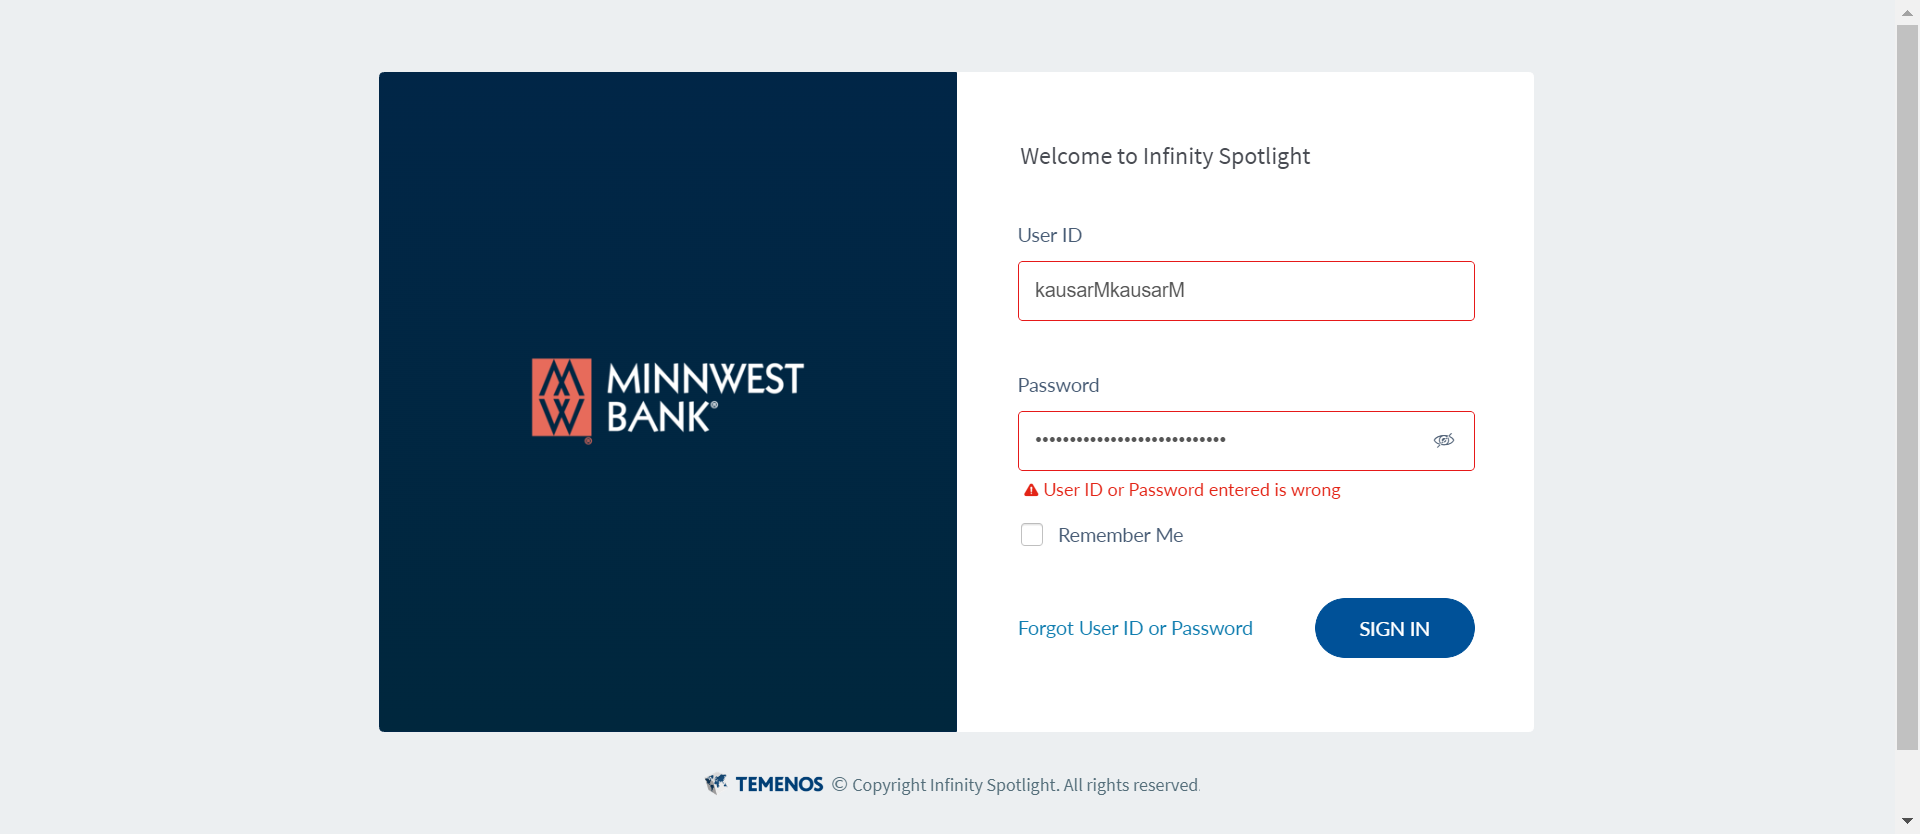 MINNWEST
BANK®
®
Welcome to Infinity Spotlight
User ID
kausarMkausarM
Password
••••••••••••••••••••••••••••
User ID or Password entered is wrong
Remember Me
Forgot User ID or Password
SIGN IN
TEMENOS © Copyright Infinity Spotlight. All rights reserved.